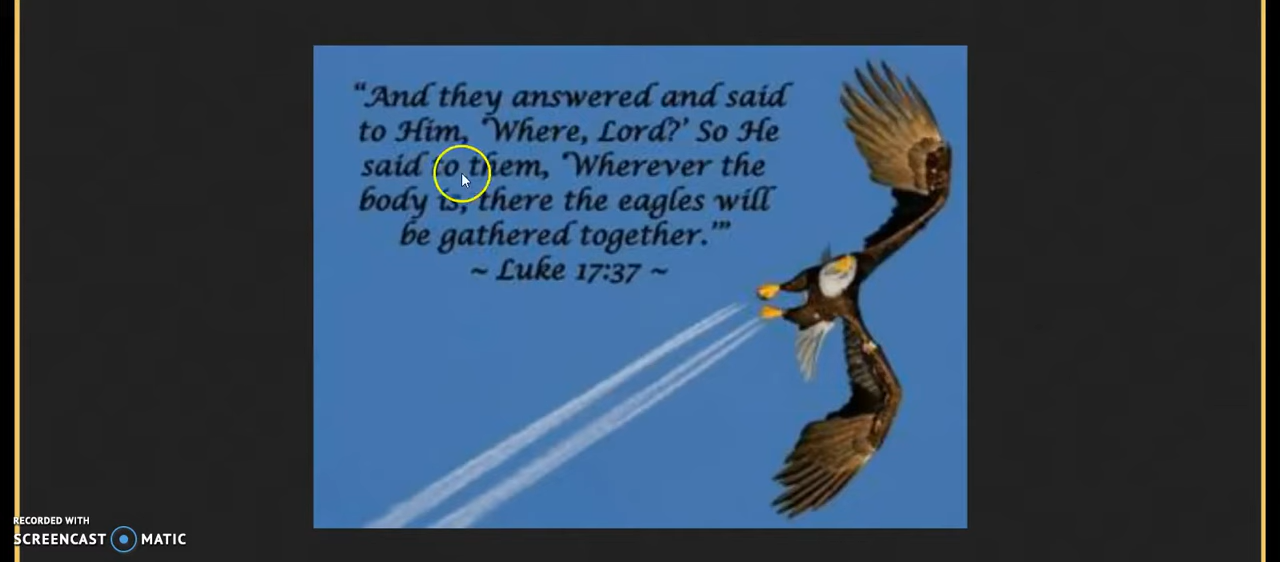 “And they answered and said
to Him, ‘Where, Lord?’ So He
said to them, ‘Wherever the
body is, there the eagles will
be gathered together.’”
~ Luke 17:37 ~
RECORDED WITH
SCREENCAST MATIC